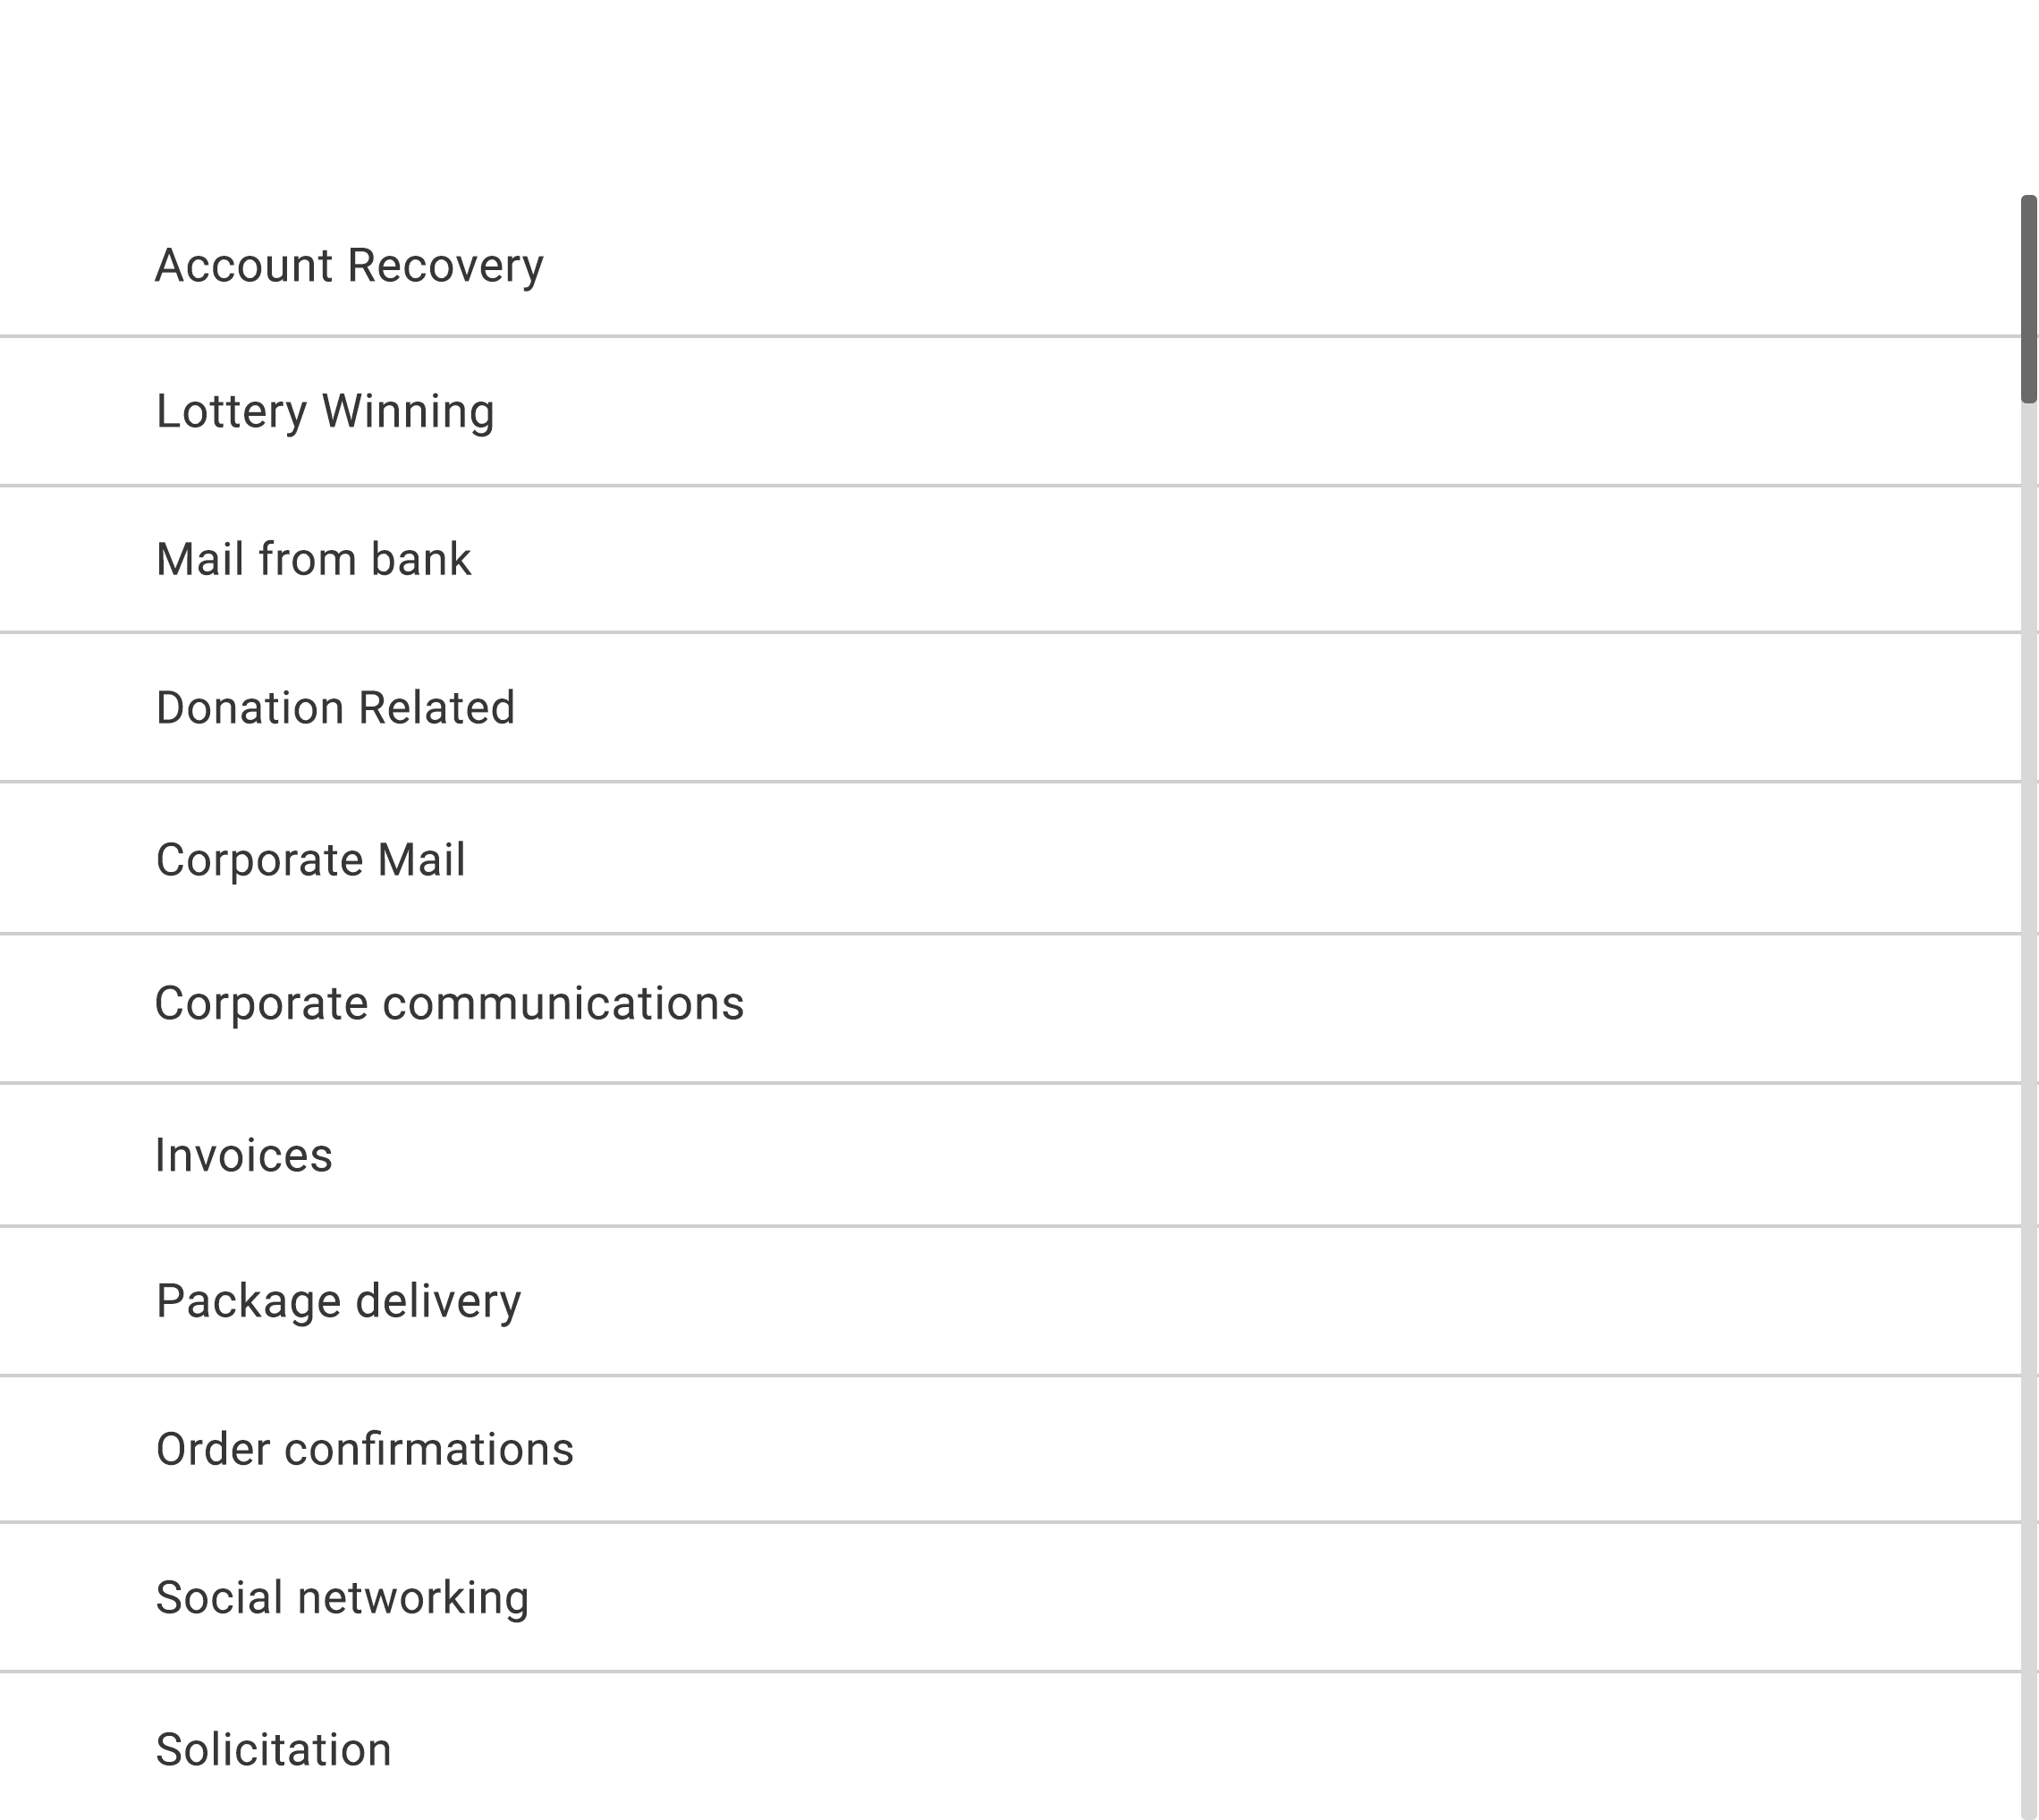 Account Recovery
Lottery Winning
Mail from bank
Donation Related
Corporate Mail
Corporate communications
Invoices
Package delivery
Order confirmations
Social networking
Solicitation